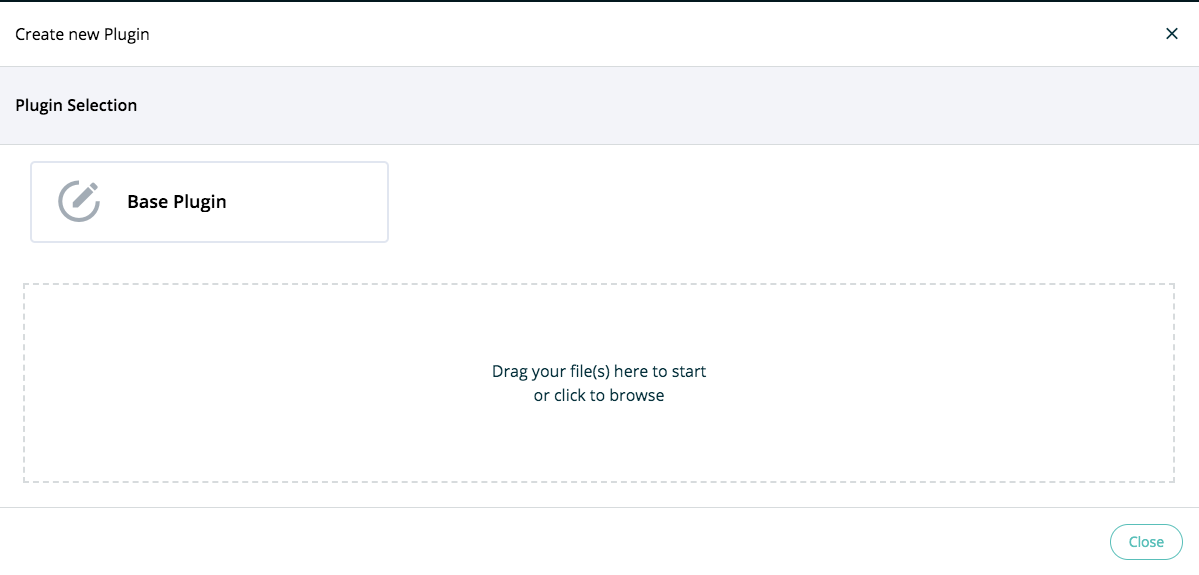 Create new Plugin
Plugin Selection
Base Plugin
Drag your file(s) here to start
or click to browse
Close